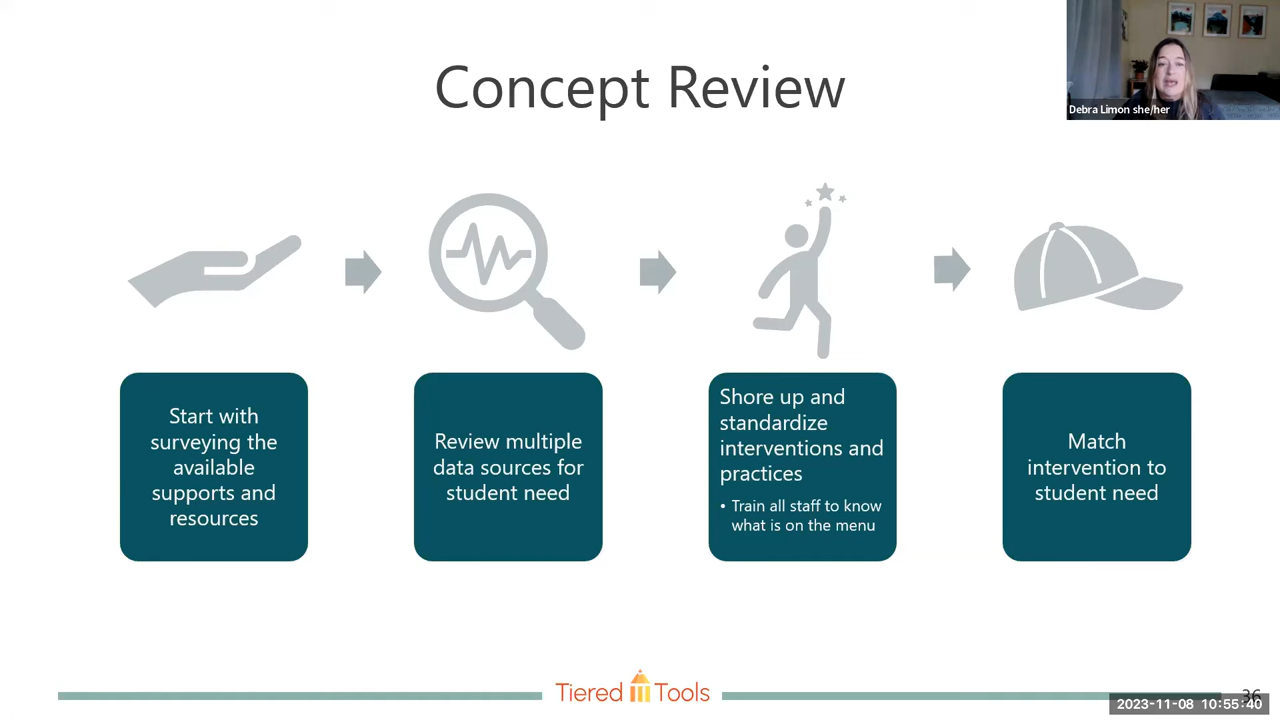 Concept Review
Debra Limon she/her
Start with
surveying the
available
supports and
resources
Review multiple
data sources for
student need
Shore up and
standardize
interventions and
practices
• Train all staff to know
what is on the menu
Match
intervention to
student need
Tiered Tools
36
2023-11-08 10:55:40